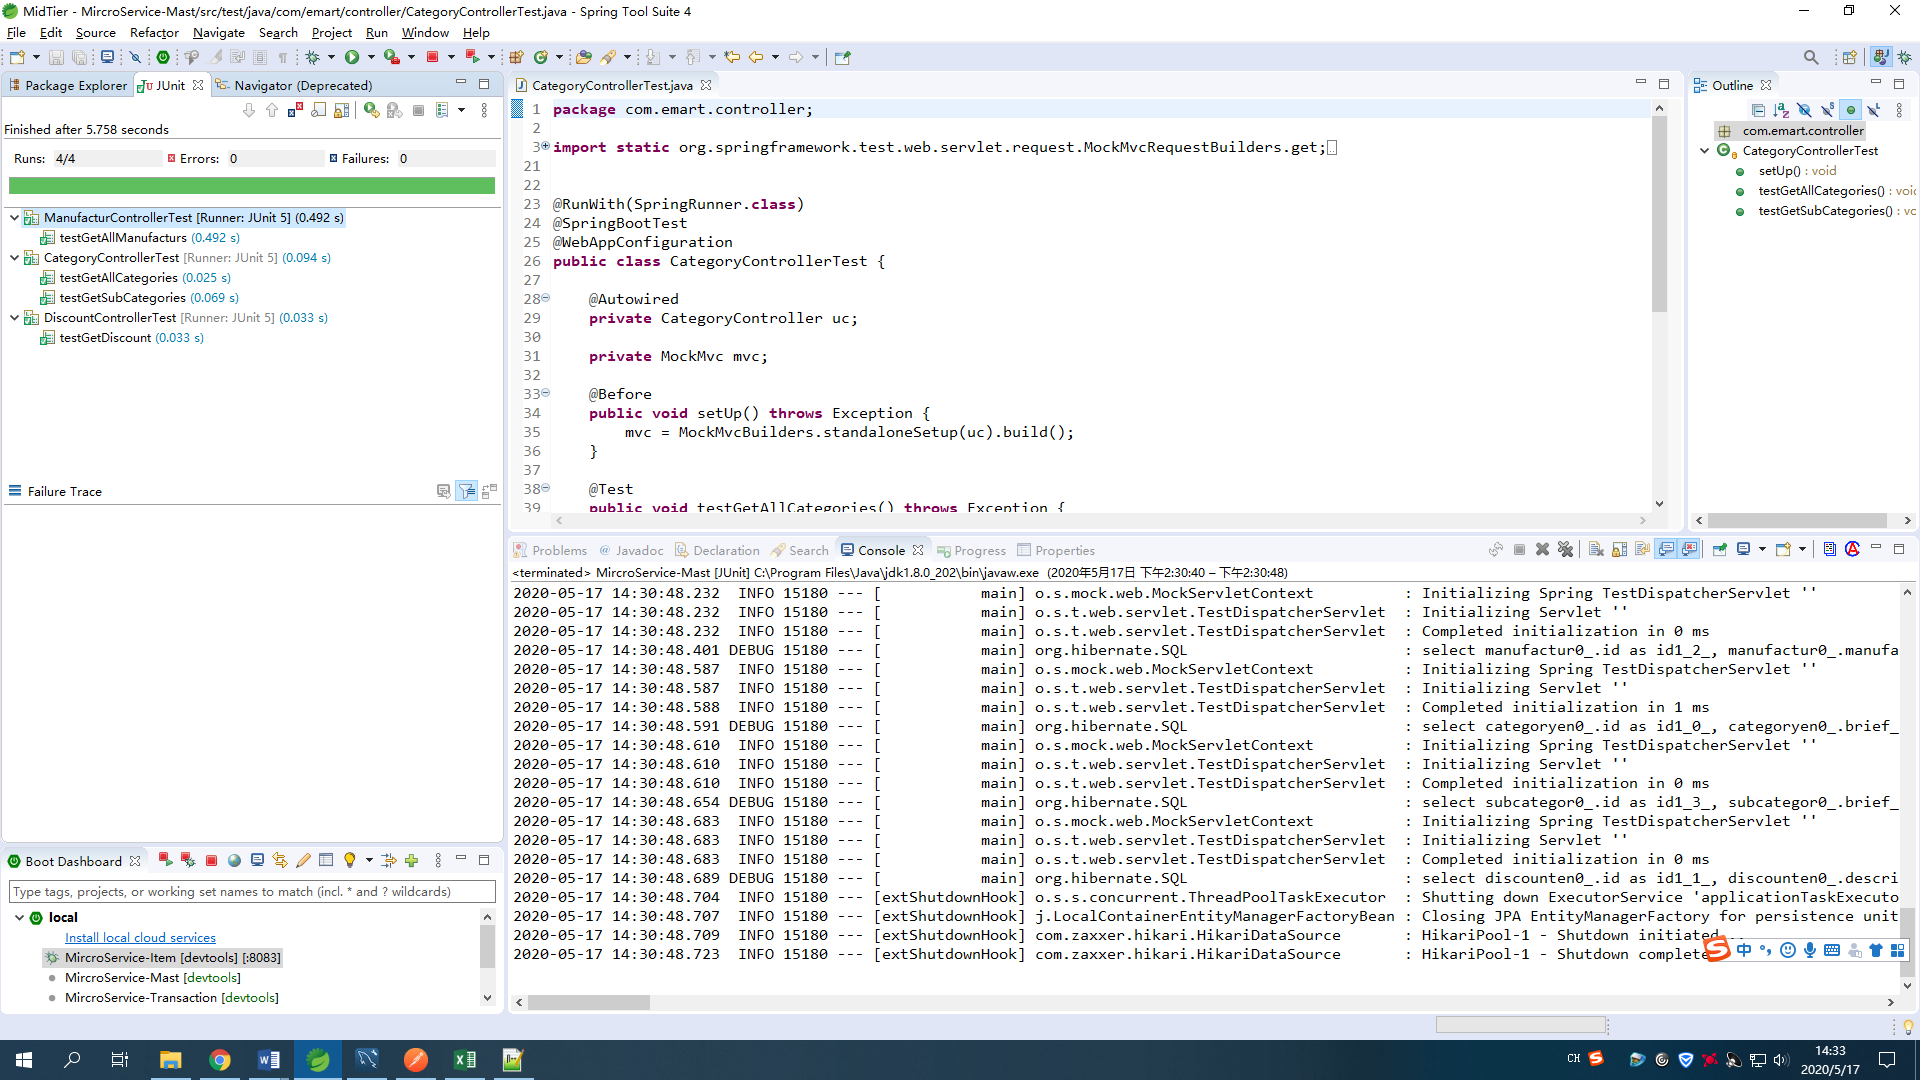 MidTier - MircroService-Mast/src/test/java/com/emart/controller/CategoryControllerTest.java - Spring Tool Suite 4
File Edit Source Refactor Navigate Search Project Run Window Help
Package Explorer JUnit Navigator (Deprecated)
Finished after 5.758 seconds
Runs: 4/4 Errors: 0 Failures: 0
ManufacturControllerTest [Runner: JUnit 5] (0.492 s)
testGetAllManufacturs (0.492 s)
CategoryControllerTest [Runner: JUnit 5] (0.094 s)
testGetAllCategories (0.025 s)
testGetSubCategories (0.069 s)
DiscountControllerTest [Runner: JUnit 5] (0.033 s)
testGetDiscount (0.033 s)
Failure Trace
Boot Dashboard
Type tags, projects, or working set names to match (incl. * and ? wildcards)
local
Install local cloud services
MircroService-Item [devtools] [:8083]
MircroService-Mast [devtools]
MircroService-Transaction [devtools]
CategoryControllerTest.java
1 package com.emart.controller;
2
3 import static org.springframework.test.web.servlet.request.MockMvcRequestBuilders.get;
21
22
23 @RunWith(SpringRunner.class)
24 @SpringBootTest
25 @WebAppConfiguration
26 public class CategoryControllerTest {
27
28 @Autowired
29 private CategoryController uc;
30
31 private MockMvc mvc;
32
33 @Before
34 public void setUp() throws Exception {
35 mvc = MockMvcBuilders.standaloneSetup(uc).build();
36 }
37
38 @Test
39 public void testGetAllCategories() throws Exception {
Outline
com.emart.controller
CategoryControllerTest
setUp() : void
testGetAllCategories() : voi
testGetSubCategories() : vo
Problems Javadoc Declaration Search Console Progress Properties
<terminated> MircroService-Mast [JUnit] C:\Program Files\Java\jdk1.8.0_202\bin\javaw.exe (2020年5月17日 下午2:30:40 – 下午2:30:48)
2020-05-17 14:30:48.232 INFO 15180 --- [ main] o.s.mock.web.MockServletContext : Initializing Spring TestDispatcherServlet ''
2020-05-17 14:30:48.232 INFO 15180 --- [ main] o.s.t.web.servlet.TestDispatcherServlet : Initializing Servlet ''
2020-05-17 14:30:48.232 INFO 15180 --- [ main] o.s.t.web.servlet.TestDispatcherServlet : Completed initialization in 0 ms
2020-05-17 14:30:48.401 DEBUG 15180 --- [ main] org.hibernate.SQL : select manufactur0_.id as id1_2_, manufactur0_.manufa
2020-05-17 14:30:48.587 INFO 15180 --- [ main] o.s.mock.web.MockServletContext : Initializing Spring TestDispatcherServlet ''
2020-05-17 14:30:48.587 INFO 15180 --- [ main] o.s.t.web.servlet.TestDispatcherServlet : Initializing Servlet ''
2020-05-17 14:30:48.588 INFO 15180 --- [ main] o.s.t.web.servlet.TestDispatcherServlet : Completed initialization in 1 ms
2020-05-17 14:30:48.591 DEBUG 15180 --- [ main] org.hibernate.SQL : select categoryen0_.id as id1_0_, categoryen0_.brief_
2020-05-17 14:30:48.610 INFO 15180 --- [ main] o.s.mock.web.MockServletContext : Initializing Spring TestDispatcherServlet ''
2020-05-17 14:30:48.610 INFO 15180 --- [ main] o.s.t.web.servlet.TestDispatcherServlet : Initializing Servlet ''
2020-05-17 14:30:48.610 INFO 15180 --- [ main] o.s.t.web.servlet.TestDispatcherServlet : Completed initialization in 0 ms
2020-05-17 14:30:48.654 DEBUG 15180 --- [ main] org.hibernate.SQL : select subcategor0_.id as id1_3_, subcategor0_.brief_
2020-05-17 14:30:48.683 INFO 15180 --- [ main] o.s.mock.web.MockServletContext : Initializing Spring TestDispatcherServlet ''
2020-05-17 14:30:48.683 INFO 15180 --- [ main] o.s.t.web.servlet.TestDispatcherServlet : Initializing Servlet ''
2020-05-17 14:30:48.683 INFO 15180 --- [ main] o.s.t.web.servlet.TestDispatcherServlet : Completed initialization in 0 ms
2020-05-17 14:30:48.689 DEBUG 15180 --- [ main] org.hibernate.SQL : select discounten0_.id as id1_1_, discounten0_.descri
2020-05-17 14:30:48.704 INFO 15180 --- [extShutdownHook] o.s.s.concurrent.ThreadPoolTaskExecutor : Shutting down ExecutorService 'applicationTaskExecuto
2020-05-17 14:30:48.707 INFO 15180 --- [extShutdownHook] j.LocalContainerEntityManagerFactoryBean : Closing JPA EntityManagerFactory for persistence unit
2020-05-17 14:30:48.709 INFO 15180 --- [extShutdownHook] com.zaxxer.hikari.HikariDataSource : HikariPool-1 - Shutdown initiated...
2020-05-17 14:30:48.723 INFO 15180 --- [extShutdownHook] com.zaxxer.hikari.HikariDataSource : HikariPool-1 - Shutdown complete
中
CH
14:33
2020/5/17